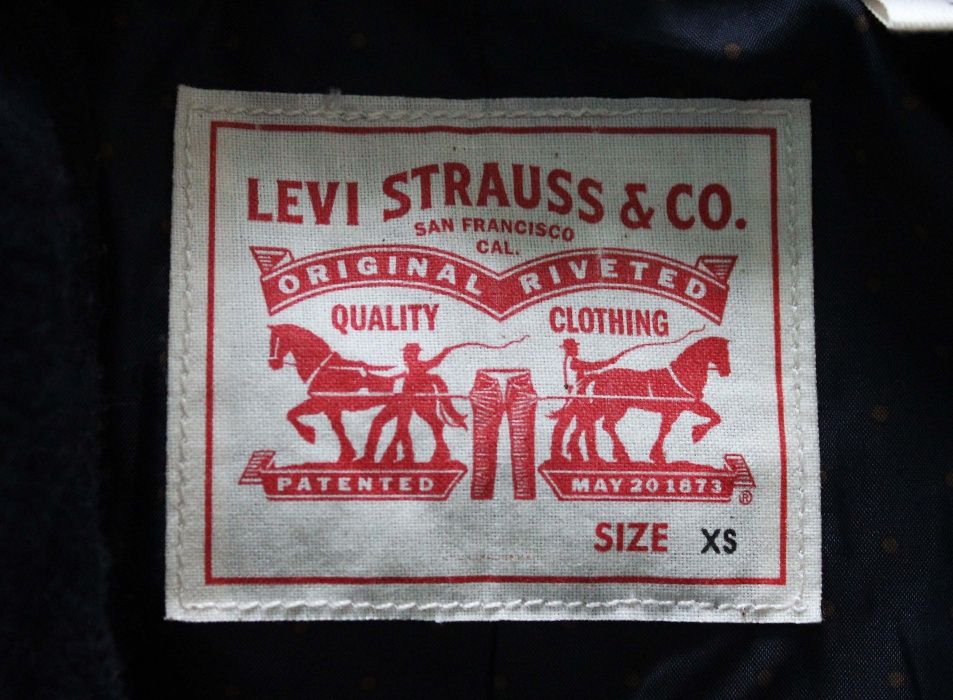 LEVI STRAUSS & CO.
SAN FRANCISCO
CAL.
ORIGINAL RIVETED
QUALITY CLOTHING
PATENTED MAY 20 1873 ®
SIZE XS